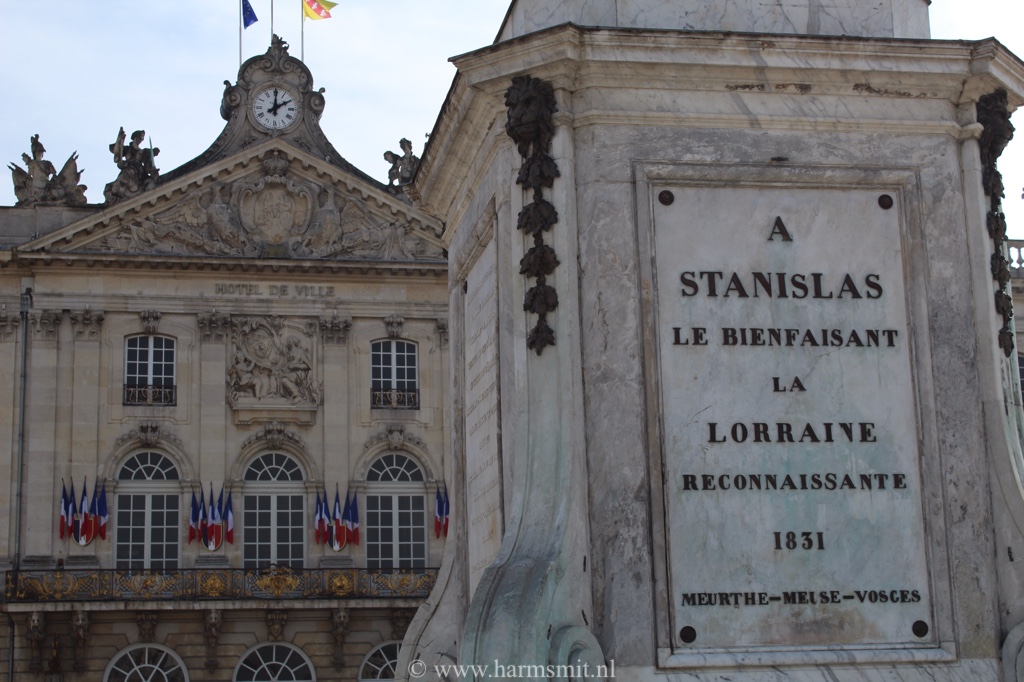 HOTEL DE VILLE
A
STANISLAS
LE BIENFAISANT
LA
LORRAINE
RECONNAISSANTE
1831
MEURTHE-MEUSE-VOSGES
© www.harmsmit.nl